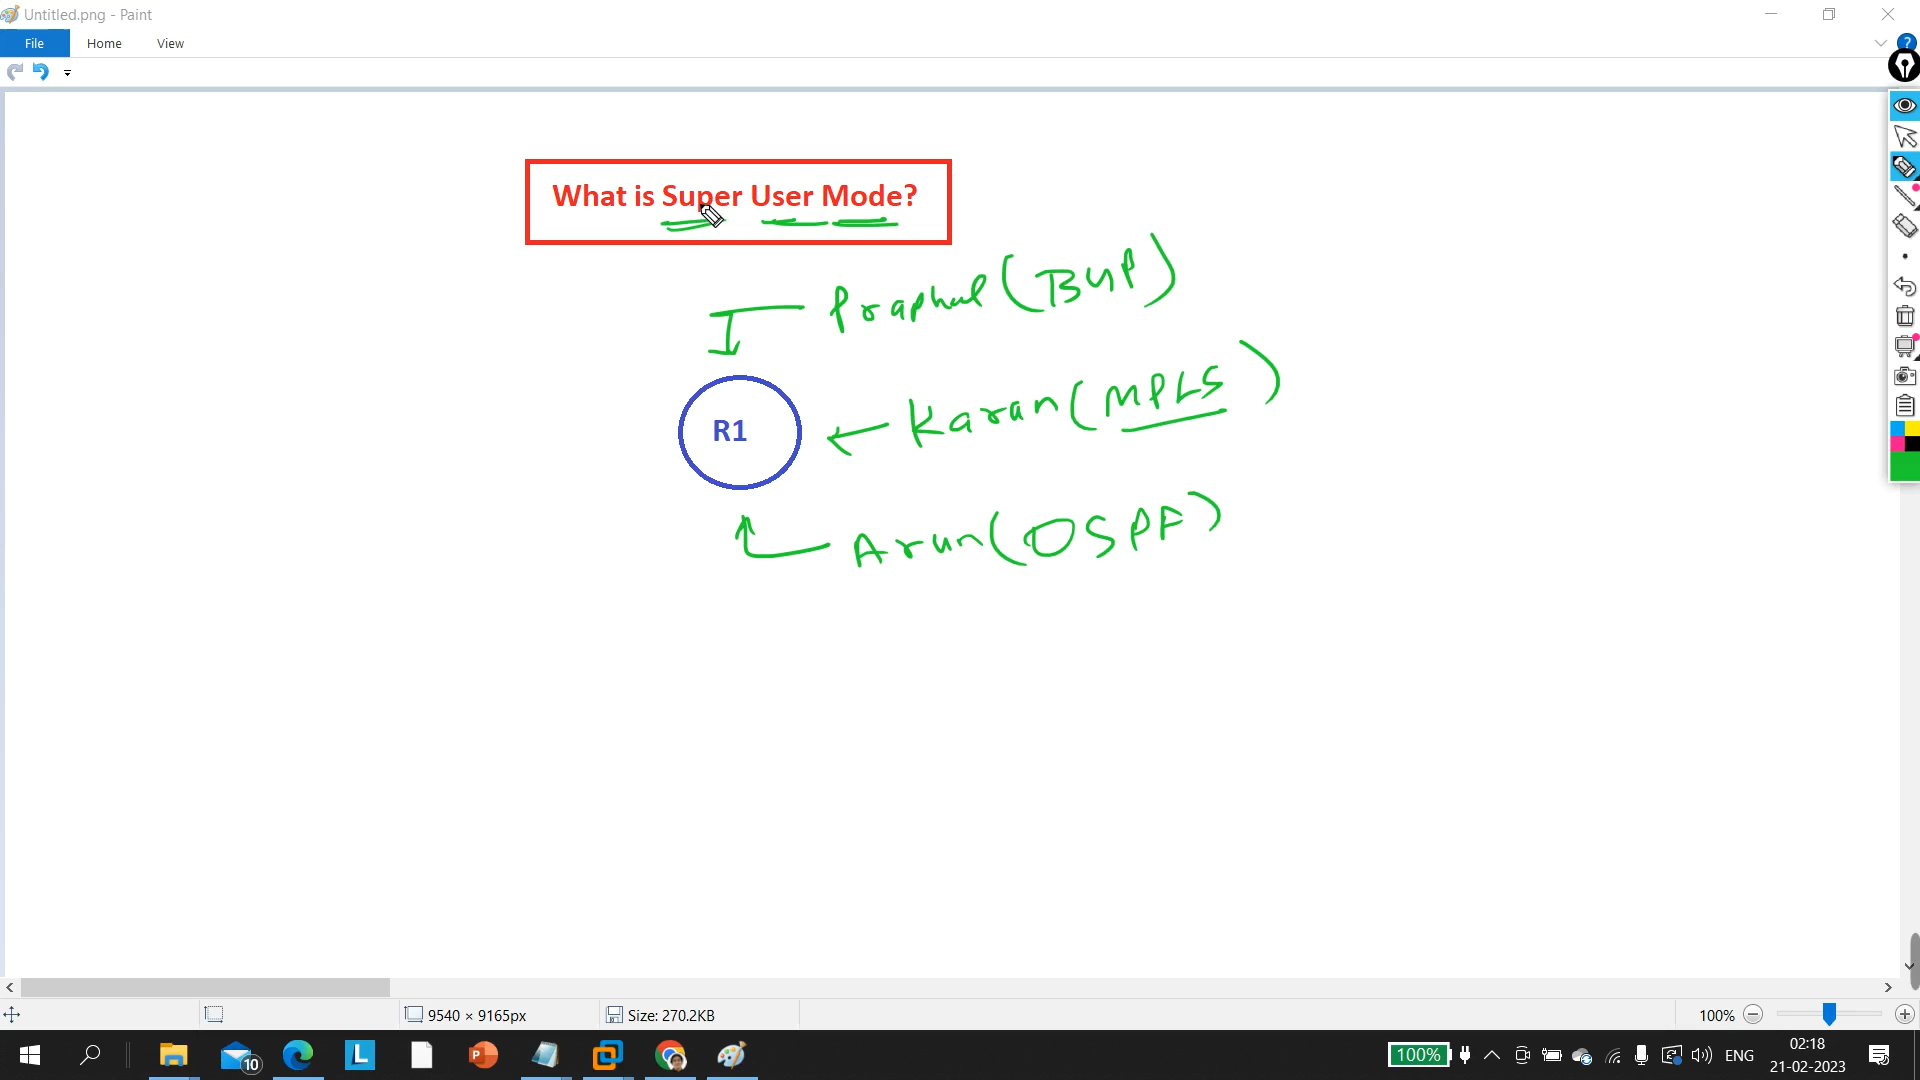 Untitled.png - Paint
File Home View
What is Super User Mode?
Praphul (BGP)
R1
Karan (MPLS)
Arun (OSPF)
9540 × 9165px
Size: 270.2KB
100%
10
L
P
100%
ENG
02:18
21-02-2023